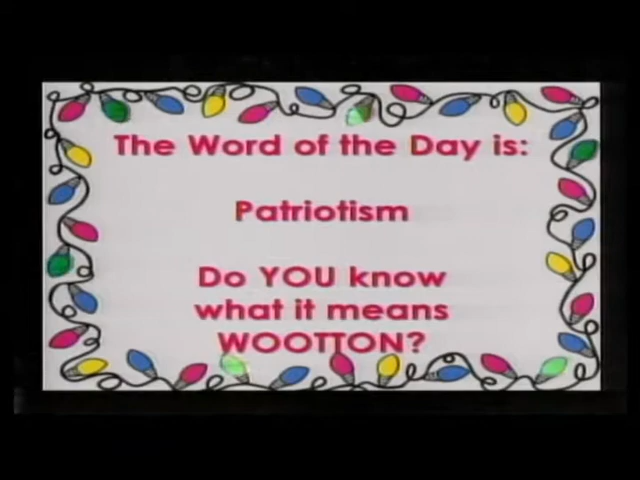 The Word of the Day is:
Patriotism
Do YOU know
what it means
WOOTTON?